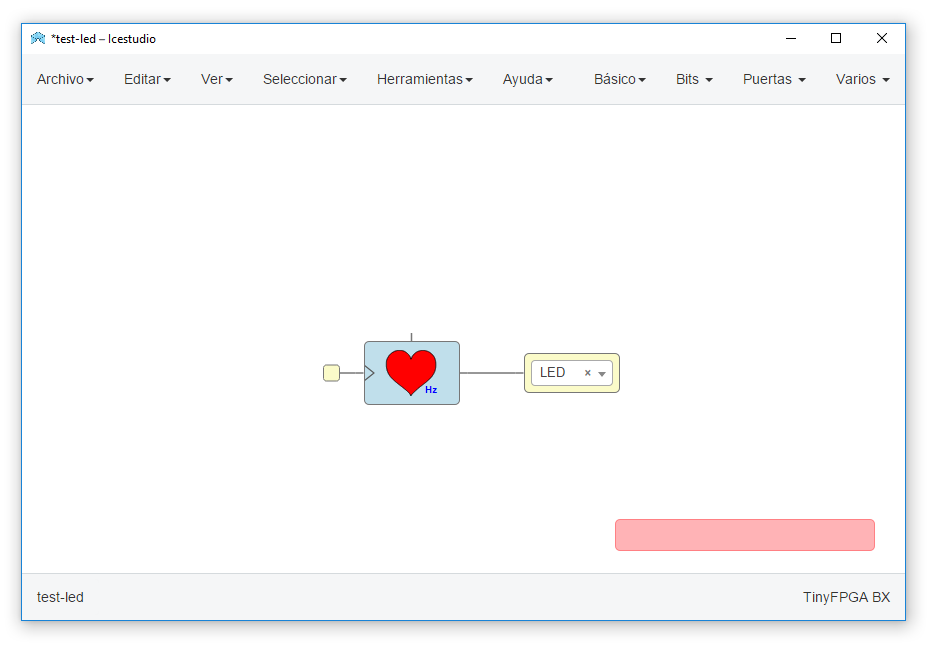 *test-led – Icestudio
Archivo Editar Ver Seleccionar Herramientas Ayuda Básico Bits Puertas Varios
Hz
LED ×
test-led TinyFPGA BX